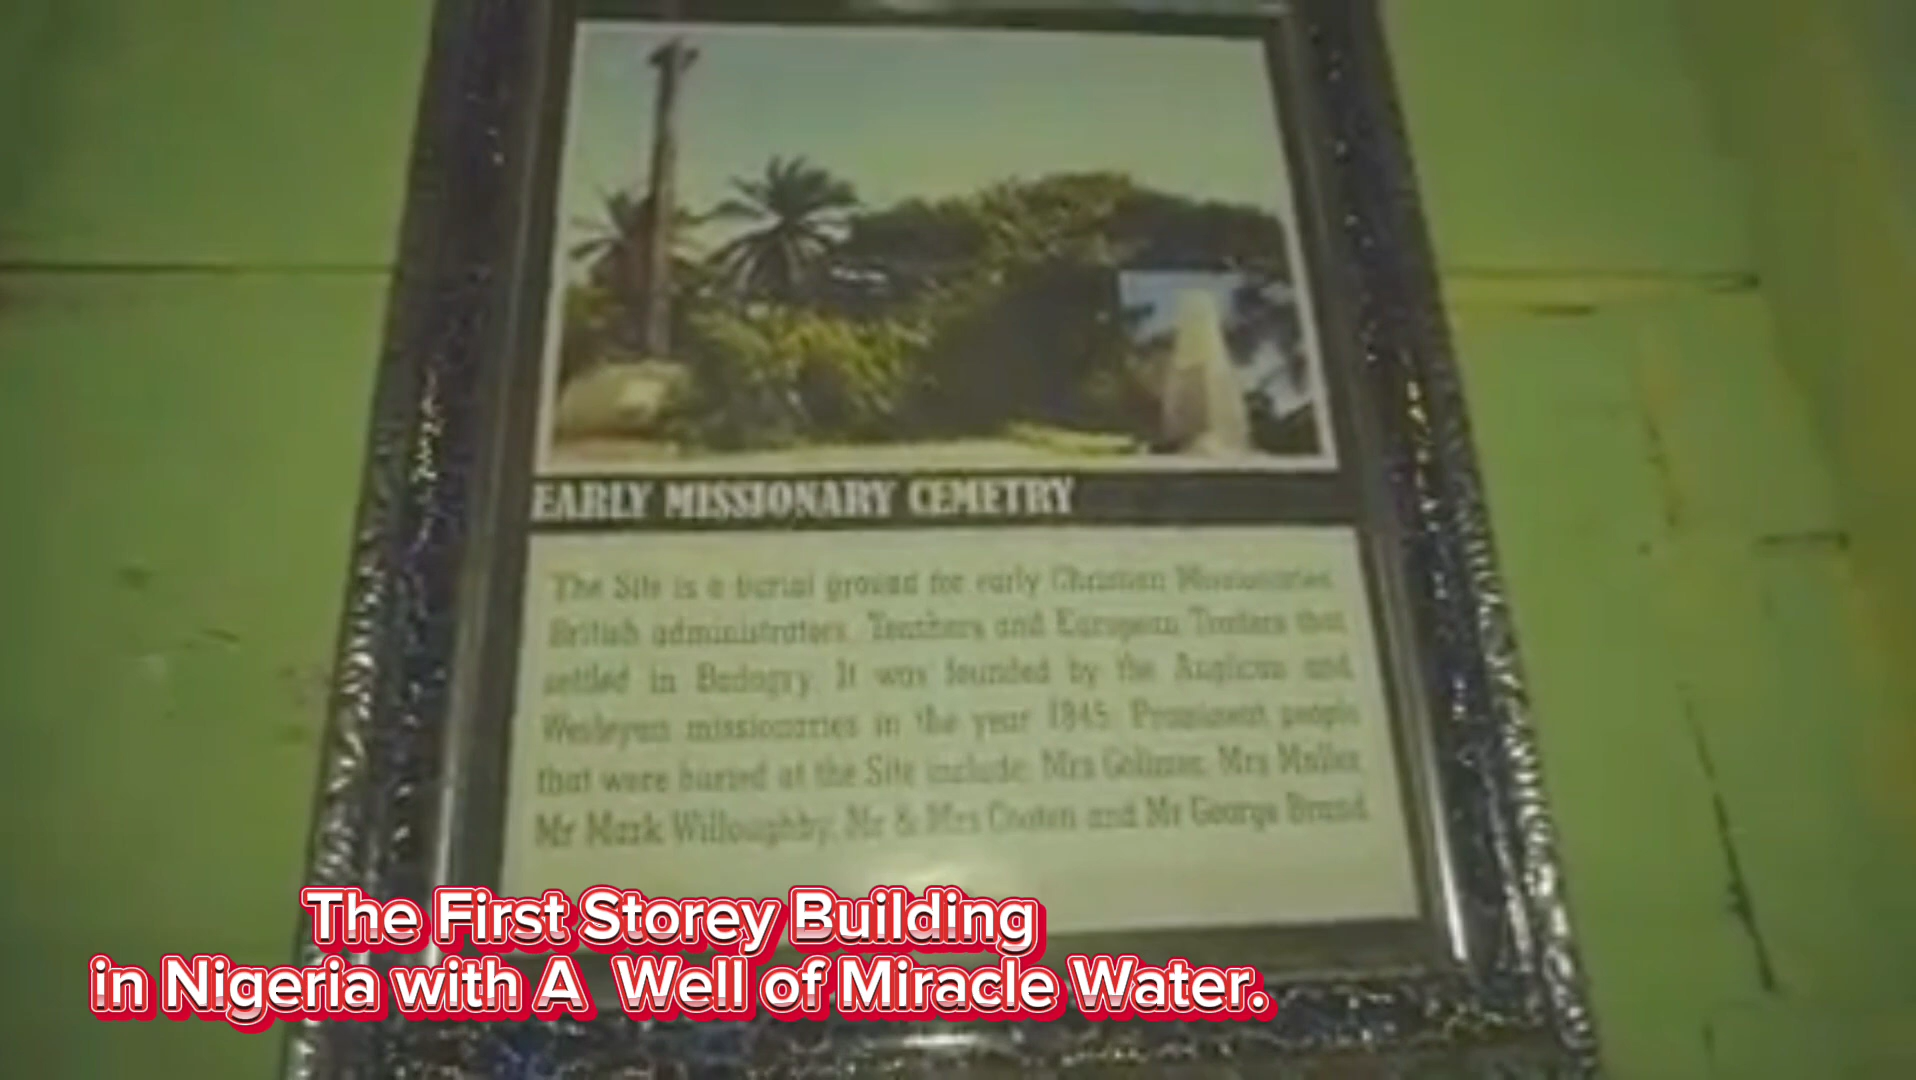 EARLY MISSIONARY CEMETRY
The Site is a burial ground for early Christian Missionaries
British administrators, Teachers and European Traders that
settled in Badagry. It was founded by the Anglican and
Wesleyan missionaries in the year 1845. Prominent people
that were buried at the Site include: Mrs Gollmer, Mrs Muller,
Mr Mark Willoughby, Mr & Mrs and Mr George Brand
The First Storey Building
in Nigeria with A Well of Miracle Water.